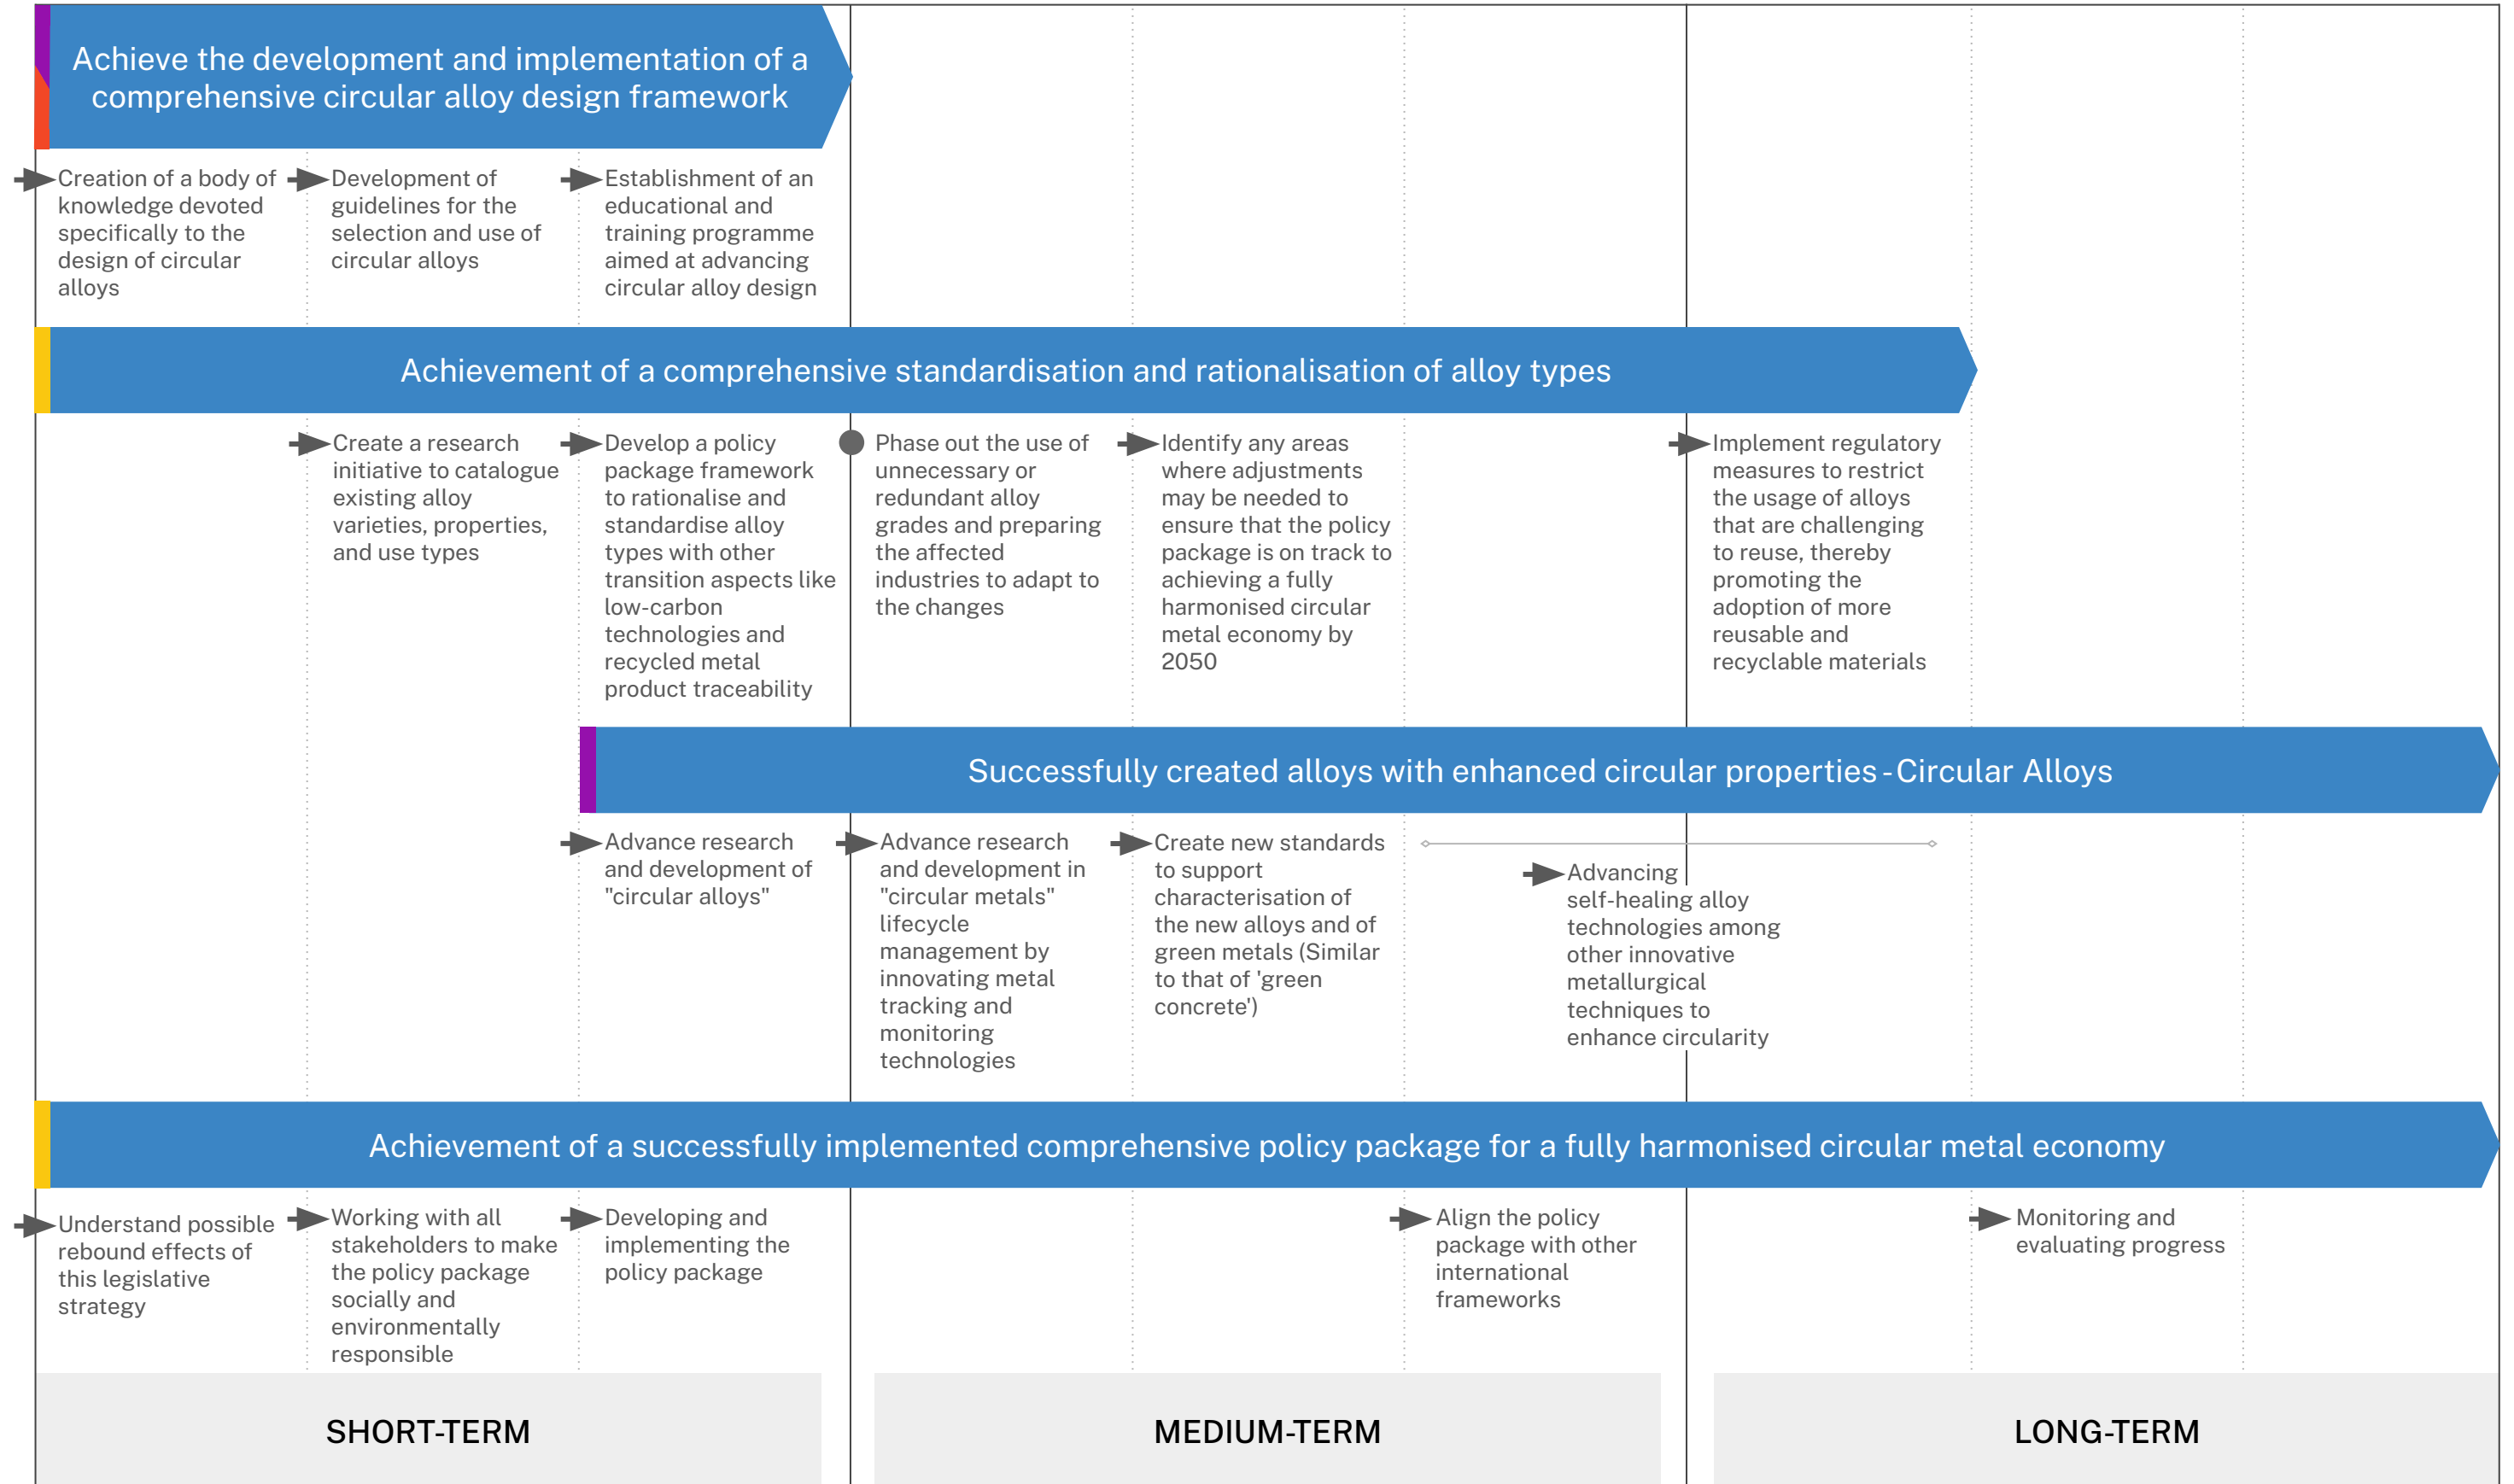 Achieve the development and implementation of a
comprehensive circular alloy design framework
Creation of a body of
knowledge devoted
specifically to the
design of circular
alloys
Development of
guidelines for the
selection and use of
circular alloys
Establishment of an
educational and
training programme
aimed at advancing
circular alloy design
Achievement of a comprehensive standardisation and rationalisation of alloy types
Create a research
initiative to catalogue
existing alloy
varieties, properties,
and use types
Develop a policy
package framework
to rationalise and
standardise alloy
types with other
transition aspects like
low-carbon
technologies and
recycled metal
product traceability
Phase out the use of
unnecessary or
redundant alloy
grades and preparing
the affected
industries to adapt to
the changes
Identify any areas
where adjustments
may be needed to
ensure that the policy
package is on track to
achieving a fully
harmonised circular
metal economy by
2050
Implement regulatory
measures to restrict
the usage of alloys
that are challenging
to reuse, thereby
promoting the
adoption of more
reusable and
recyclable materials
Successfully created alloys with enhanced circular properties - Circular Alloys
Advance research
and development of
"circular alloys"
Advance research
and development in
"circular metals"
lifecycle
management by
innovating metal
tracking and
monitoring
technologies
Create new standards
to support
characterisation of
the new alloys and of
green metals (Similar
to that of 'green
concrete')
Advancing
self-healing alloy
technologies among
other innovative
metallurgical
techniques to
enhance circularity
Achievement of a successfully implemented comprehensive policy package for a fully harmonised circular metal economy
Understand possible
rebound effects of
this legislative
strategy
Working with all
stakeholders to make
the policy package
socially and
environmentally
responsible
Developing and
implementing the
policy package
Align the policy
package with other
international
frameworks
Monitoring and
evaluating progress
SHORT-TERM
MEDIUM-TERM
LONG-TERM